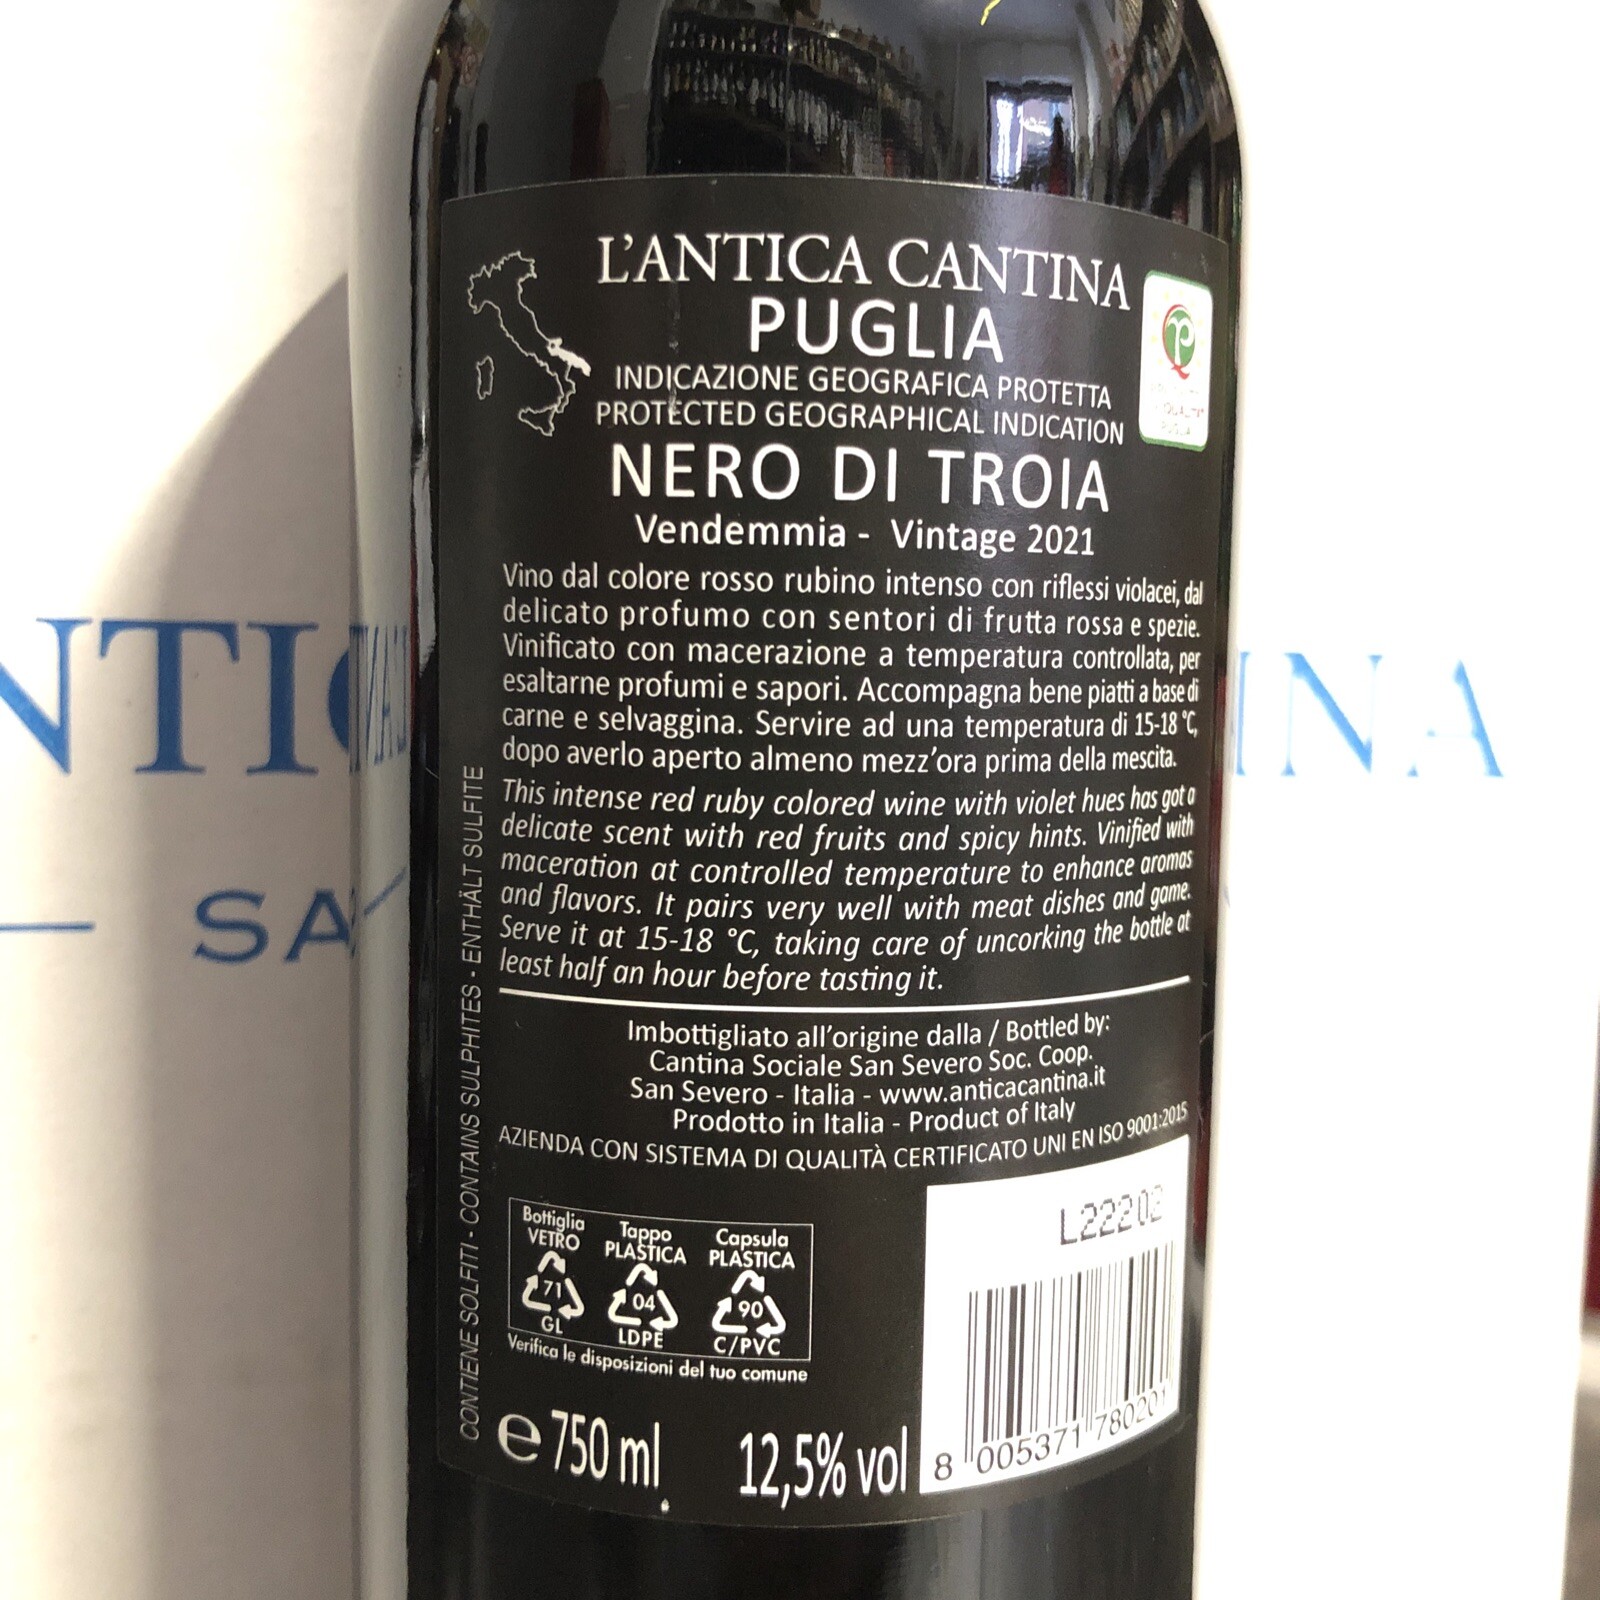 L'ANTICA CANTINA
PUGLIA
INDICAZIONE GEOGRAFICA PROTETTA
PROTECTED GEOGRAPHICAL INDICATION
NERO DI TROIA
Vendemmia - Vintage 2021
Vino dal colore rosso rubino intenso con riflessi violacei, dal
delicato profumo con sentori di frutta rossa e spezie.
Vinificato con macerazione a temperatura controllata, per
esaltarne profumi e sapori. Accompagna bene piatti a base di
carne e selvaggina. Servire ad una temperatura di 15-18 °C,
dopo averlo aperto almeno mezz'ora prima della mescita.
This intense red ruby colored wine with violet hues has got a
delicate scent with red fruits and spicy hints. Vinified with
maceration at controlled temperature to enhance aromas
and flavors. It pairs very well with meat dishes and game.
Serve it at 15-18 °C, taking care of uncorking the bottle at
least half an hour before tasting it.
Imbottigliato all'origine dalla / Bottled by:
Cantina Sociale San Severo Soc. Coop.
San Severo - Italia - www.anticacantina.it
Prodotto in Italia - Product of Italy
AZIENDA CON SISTEMA DI QUALITÀ CERTIFICATO UNI EN ISO 9001:2015
CONTIENE SOLFITI - CONTAINS SULPHITES - ENTHÄLT SULFITE
Bottiglia VETRO 71 GL
Tappo PLASTICA 04 LDPE
Capsula PLASTICA 90 C/PVC
Verifica le disposizioni del tuo comune
L22202
e 750 ml 12,5% vol
8 005371 780201
NTIC
INA
SA